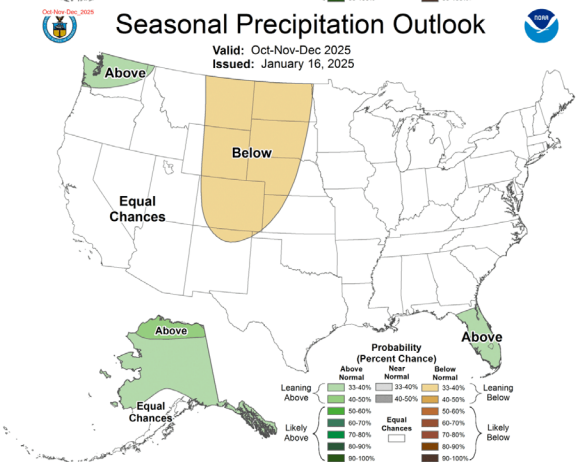 Oct-Nov-Dec_2025
Seasonal Precipitation Outlook
NOAA
Valid: Oct-Nov-Dec 2025
Issued: January 16, 2025
Above
Below
Equal
Chances
Above
Above
Equal
Chances
Probability
(Percent Chance)
Above
Normal
Near
Normal
Below
Normal
Leaning
Above
33-40%
33-40%
33-40%
Leaning
Below
40-50%
40-50%
40-50%
Likely
Above
50-60%
60-70%
70-80%
80-90%
90-100%
Equal
Chances
50-60%
60-70%
70-80%
80-90%
90-100%
Likely
Below